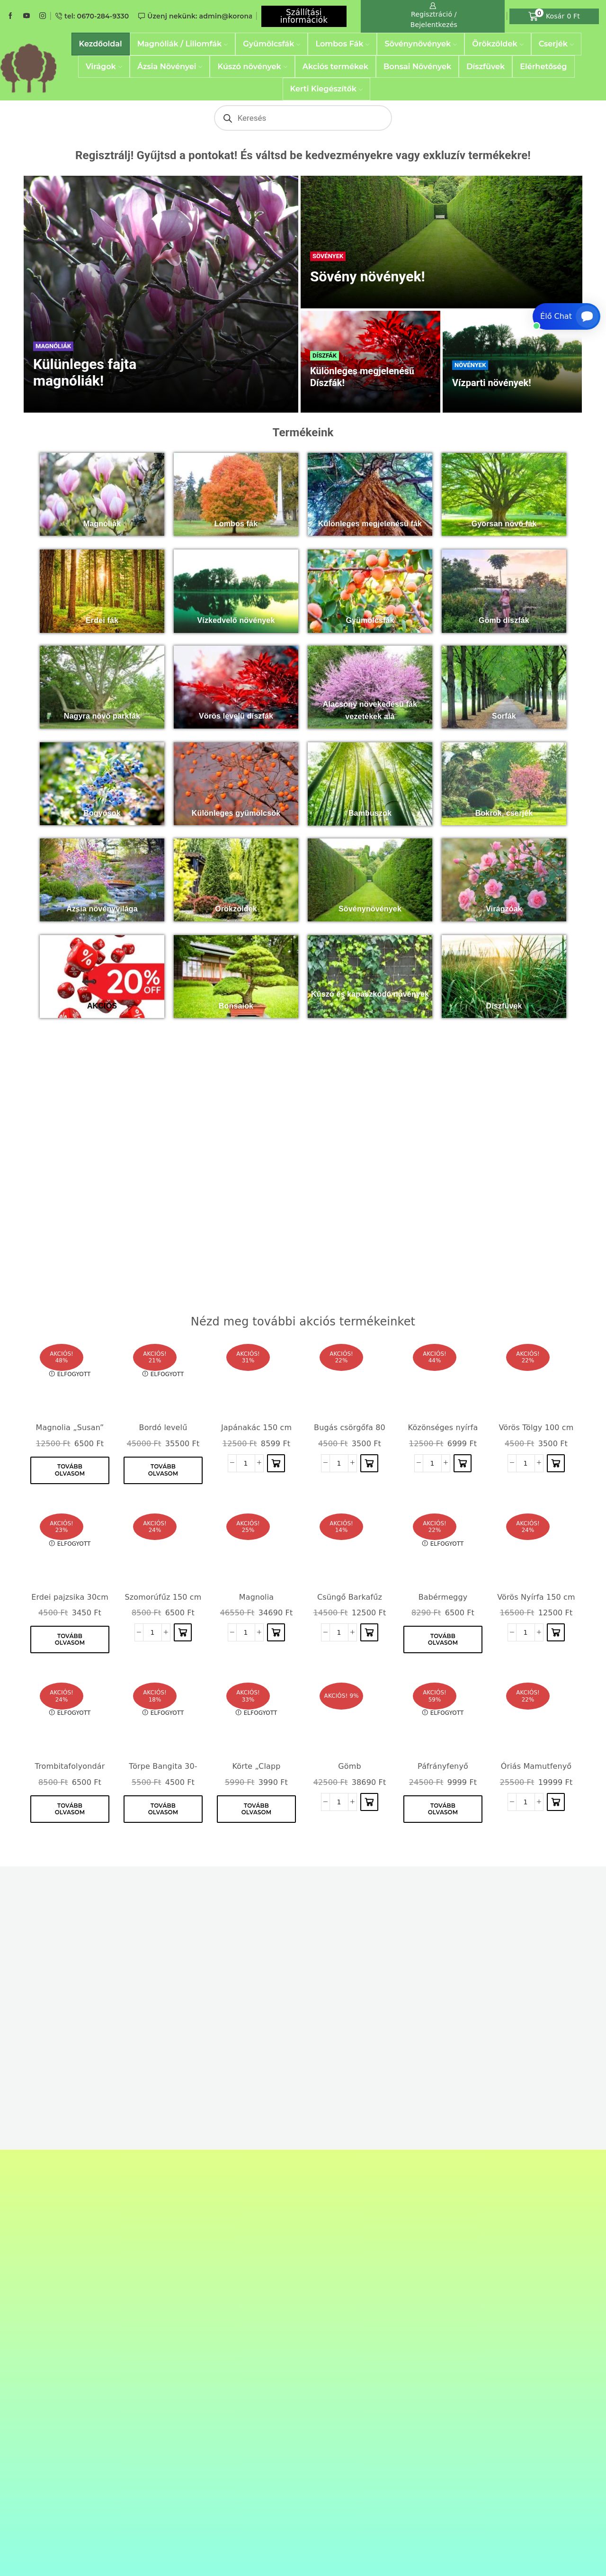 tel: 0670-284-9330
Üzenj nekünk: admin@korona
Szállítási
információk
Regisztráció /
Bejelentkezés
0
Kosár 0 Ft
Kezdőoldal
Magnóliák / Liliomfák
Gyümölcsfák
Lombos Fák
Sövénynövények
Örökzöldek
Cserjék
Virágok
Ázsia Növényei
Kúszó növények
Akciós termékek
Bonsai Növények
Díszfüvek
Elérhetőség
Kerti Kiegészítők
Keresés
Regisztrálj! Gyűjtsd a pontokat! És váltsd be kedvezményekre vagy exkluzív termékekre!
MAGNÓLIÁK
Külünleges fajta
magnóliák!
SÖVÉNYEK
Sövény növények!
DÍSZFÁK
Különleges megjelenésű
Díszfák!
NÖVÉNYEK
Vízparti növények!
Élő Chat
Termékeink
Magnóliák
Lombos fák
Különleges megjelenésű fák
Gyorsan növő fák
Erdei fák
Vízkedvelő növények
Gyümölcsfák
Gömb díszfák
Nagyra növő parkfák
Vörös levelű díszfák
Alacsony növekedésű fák
vezetékek alá
Sorfák
Bogyósok
Különleges gyümölcsök
Bambuszok
Bokrok, cserjék
Ázsia növényvilága
Örökzöldek
Sövénynövények
Virágzóak
20%
OFF
AKCIÓS
Bonsaiok
Kúszó és kapaszkodó növények
Díszfüvek
Nézd meg további akciós termékeinket
AKCIÓS!
48%
ELFOGYOTT
Magnolia „Susan”
12500 Ft 6500 Ft
TOVÁBB
OLVASOM
AKCIÓS!
21%
ELFOGYOTT
Bordó levelű
45000 Ft 35500 Ft
TOVÁBB
OLVASOM
AKCIÓS!
31%
Japánakác 150 cm
12500 Ft 8599 Ft
− 1 +
AKCIÓS!
22%
Bugás csörgőfa 80
4500 Ft 3500 Ft
− 1 +
AKCIÓS!
44%
Közönséges nyírfa
12500 Ft 6999 Ft
− 1 +
AKCIÓS!
22%
Vörös Tölgy 100 cm
4500 Ft 3500 Ft
− 1 +
AKCIÓS!
23%
ELFOGYOTT
Erdei pajzsika 30cm
4500 Ft 3450 Ft
TOVÁBB
OLVASOM
AKCIÓS!
24%
Szomorúfűz 150 cm
8500 Ft 6500 Ft
− 1 +
AKCIÓS!
25%
Magnolia
46550 Ft 34690 Ft
− 1 +
AKCIÓS!
14%
Csüngő Barkafűz
14500 Ft 12500 Ft
− 1 +
AKCIÓS!
22%
ELFOGYOTT
Babérmeggy
8290 Ft 6500 Ft
TOVÁBB
OLVASOM
AKCIÓS!
24%
Vörös Nyírfa 150 cm
16500 Ft 12500 Ft
− 1 +
AKCIÓS!
24%
ELFOGYOTT
Trombitafolyondár
8500 Ft 6500 Ft
TOVÁBB
OLVASOM
AKCIÓS!
18%
ELFOGYOTT
Törpe Bangita 30-
5500 Ft 4500 Ft
TOVÁBB
OLVASOM
AKCIÓS!
33%
ELFOGYOTT
Körte „Clapp
5990 Ft 3990 Ft
TOVÁBB
OLVASOM
AKCIÓS! 9%
Gömb
42500 Ft 38690 Ft
− 1 +
AKCIÓS!
59%
ELFOGYOTT
Páfrányfenyő
24500 Ft 9999 Ft
TOVÁBB
OLVASOM
AKCIÓS!
22%
Óriás Mamutfenyő
25500 Ft 19999 Ft
− 1 +